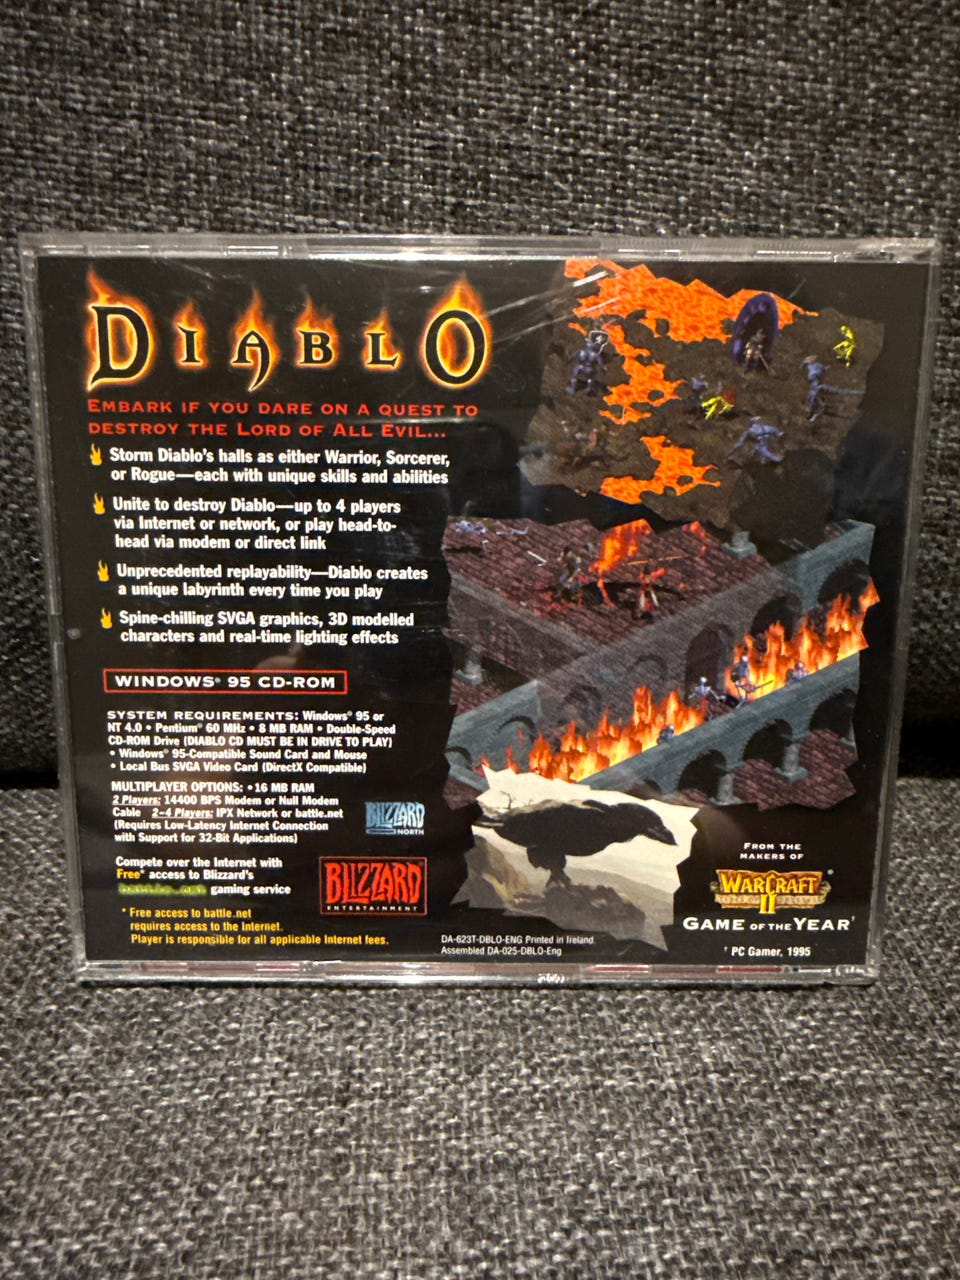 DIABLO
EMBARK IF YOU DARE ON A QUEST TO
DESTROY THE LORD OF ALL EVIL...
Storm Diablo's halls as either Warrior, Sorcerer,
or Rogue—each with unique skills and abilities
Unite to destroy Diablo—up to 4 players
via Internet or network, or play head-to-
head via modem or direct link
Unprecedented replayability—Diablo creates
a unique labyrinth every time you play
Spine-chilling SVGA graphics, 3D modelled
characters and real-time lighting effects
WINDOWS® 95 CD-ROM
SYSTEM REQUIREMENTS: Windows® 95 or
NT 4.0 • Pentium® 60 MHz • 8 MB RAM • Double-Speed
CD-ROM Drive (DIABLO CD MUST BE IN DRIVE TO PLAY)
• Windows® 95-Compatible Sound Card and Mouse
• Local Bus SVGA Video Card (DirectX Compatible)
MULTIPLAYER OPTIONS: •16 MB RAM
2 Players: 14400 BPS Modem or Null Modem
Cable 2-4 Players: IPX Network or battle.net
(Requires Low-Latency Internet Connection
with Support for 32-Bit Applications)
BLIZZARD
NORTH
Compete over the Internet with
Free* access to Blizzard's
battle.net gaming service
BLIZZARD
ENTERTAINMENT
* Free access to battle.net
requires access to the Internet.
Player is responsible for all applicable Internet fees.
DA-623T-DBLO-ENG Printed in Ireland.
Assembled DA-025-DBLO-Eng
FROM THE
MAKERS OF
WARCRAFT®
II
GAME OF THE YEAR†
† PC Gamer, 1995